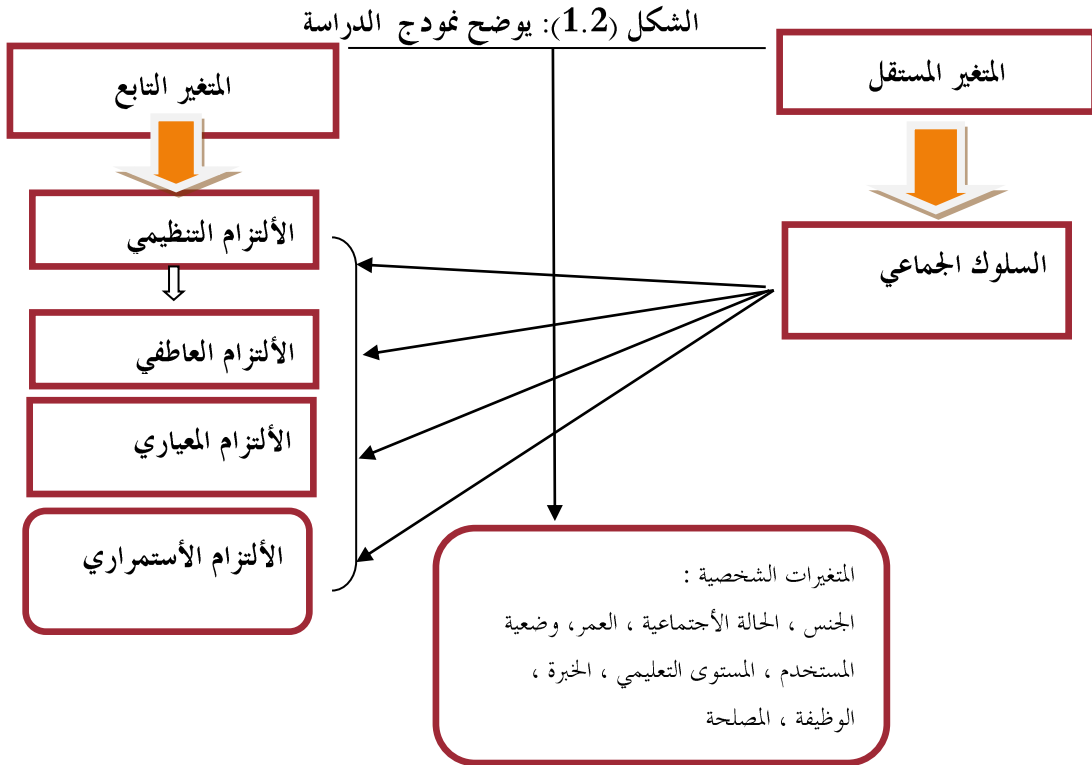 الشكل (1.2): يوضح نموذج الدراسة
المتغير المستقل
المتغير التابع
السلوك الجماعي
الألتزام التنظيمي
الألتزام العاطفي
الألتزام المعياري
الألتزام الأستمراري
المتغيرات الشخصية :
الجنس ، الحالة الأجتماعية ، العمر، وضعية
المستخدم ، المستوى التعليمي ، الخبرة ،
الوظيفة ، المصلحة